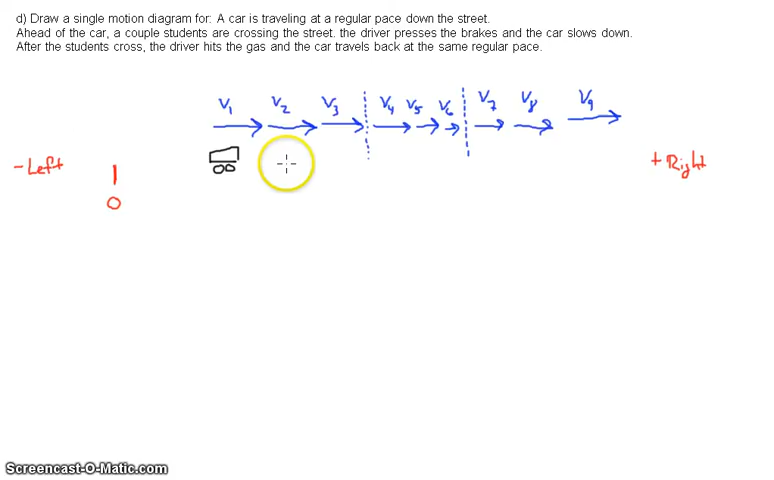 d) Draw a single motion diagram for: A car is traveling at a regular pace down the street.
Ahead of the car, a couple students are crossing the street. the driver presses the brakes and the car slows down.
After the students cross, the driver hits the gas and the car travels back at the same regular pace.
V1 V2 V3 V4 V5 V6 V7 V8 V9
- Left
+ Right
0
Screencast-O-Matic.com